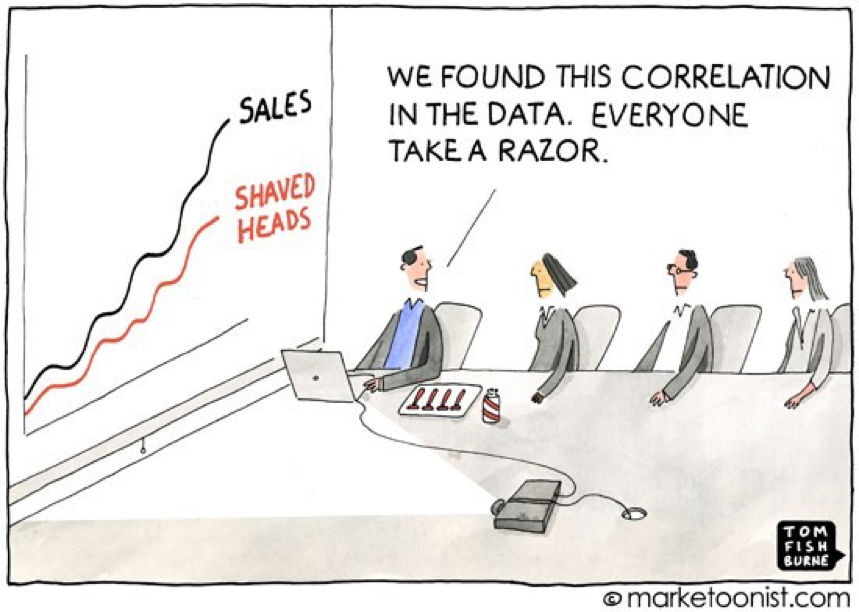 WE FOUND THIS CORRELATION
IN THE DATA. EVERYONE
TAKE A RAZOR.
SALES
SHAVED
HEADS
TOM
FISH
BURNE
© marketoonist.com